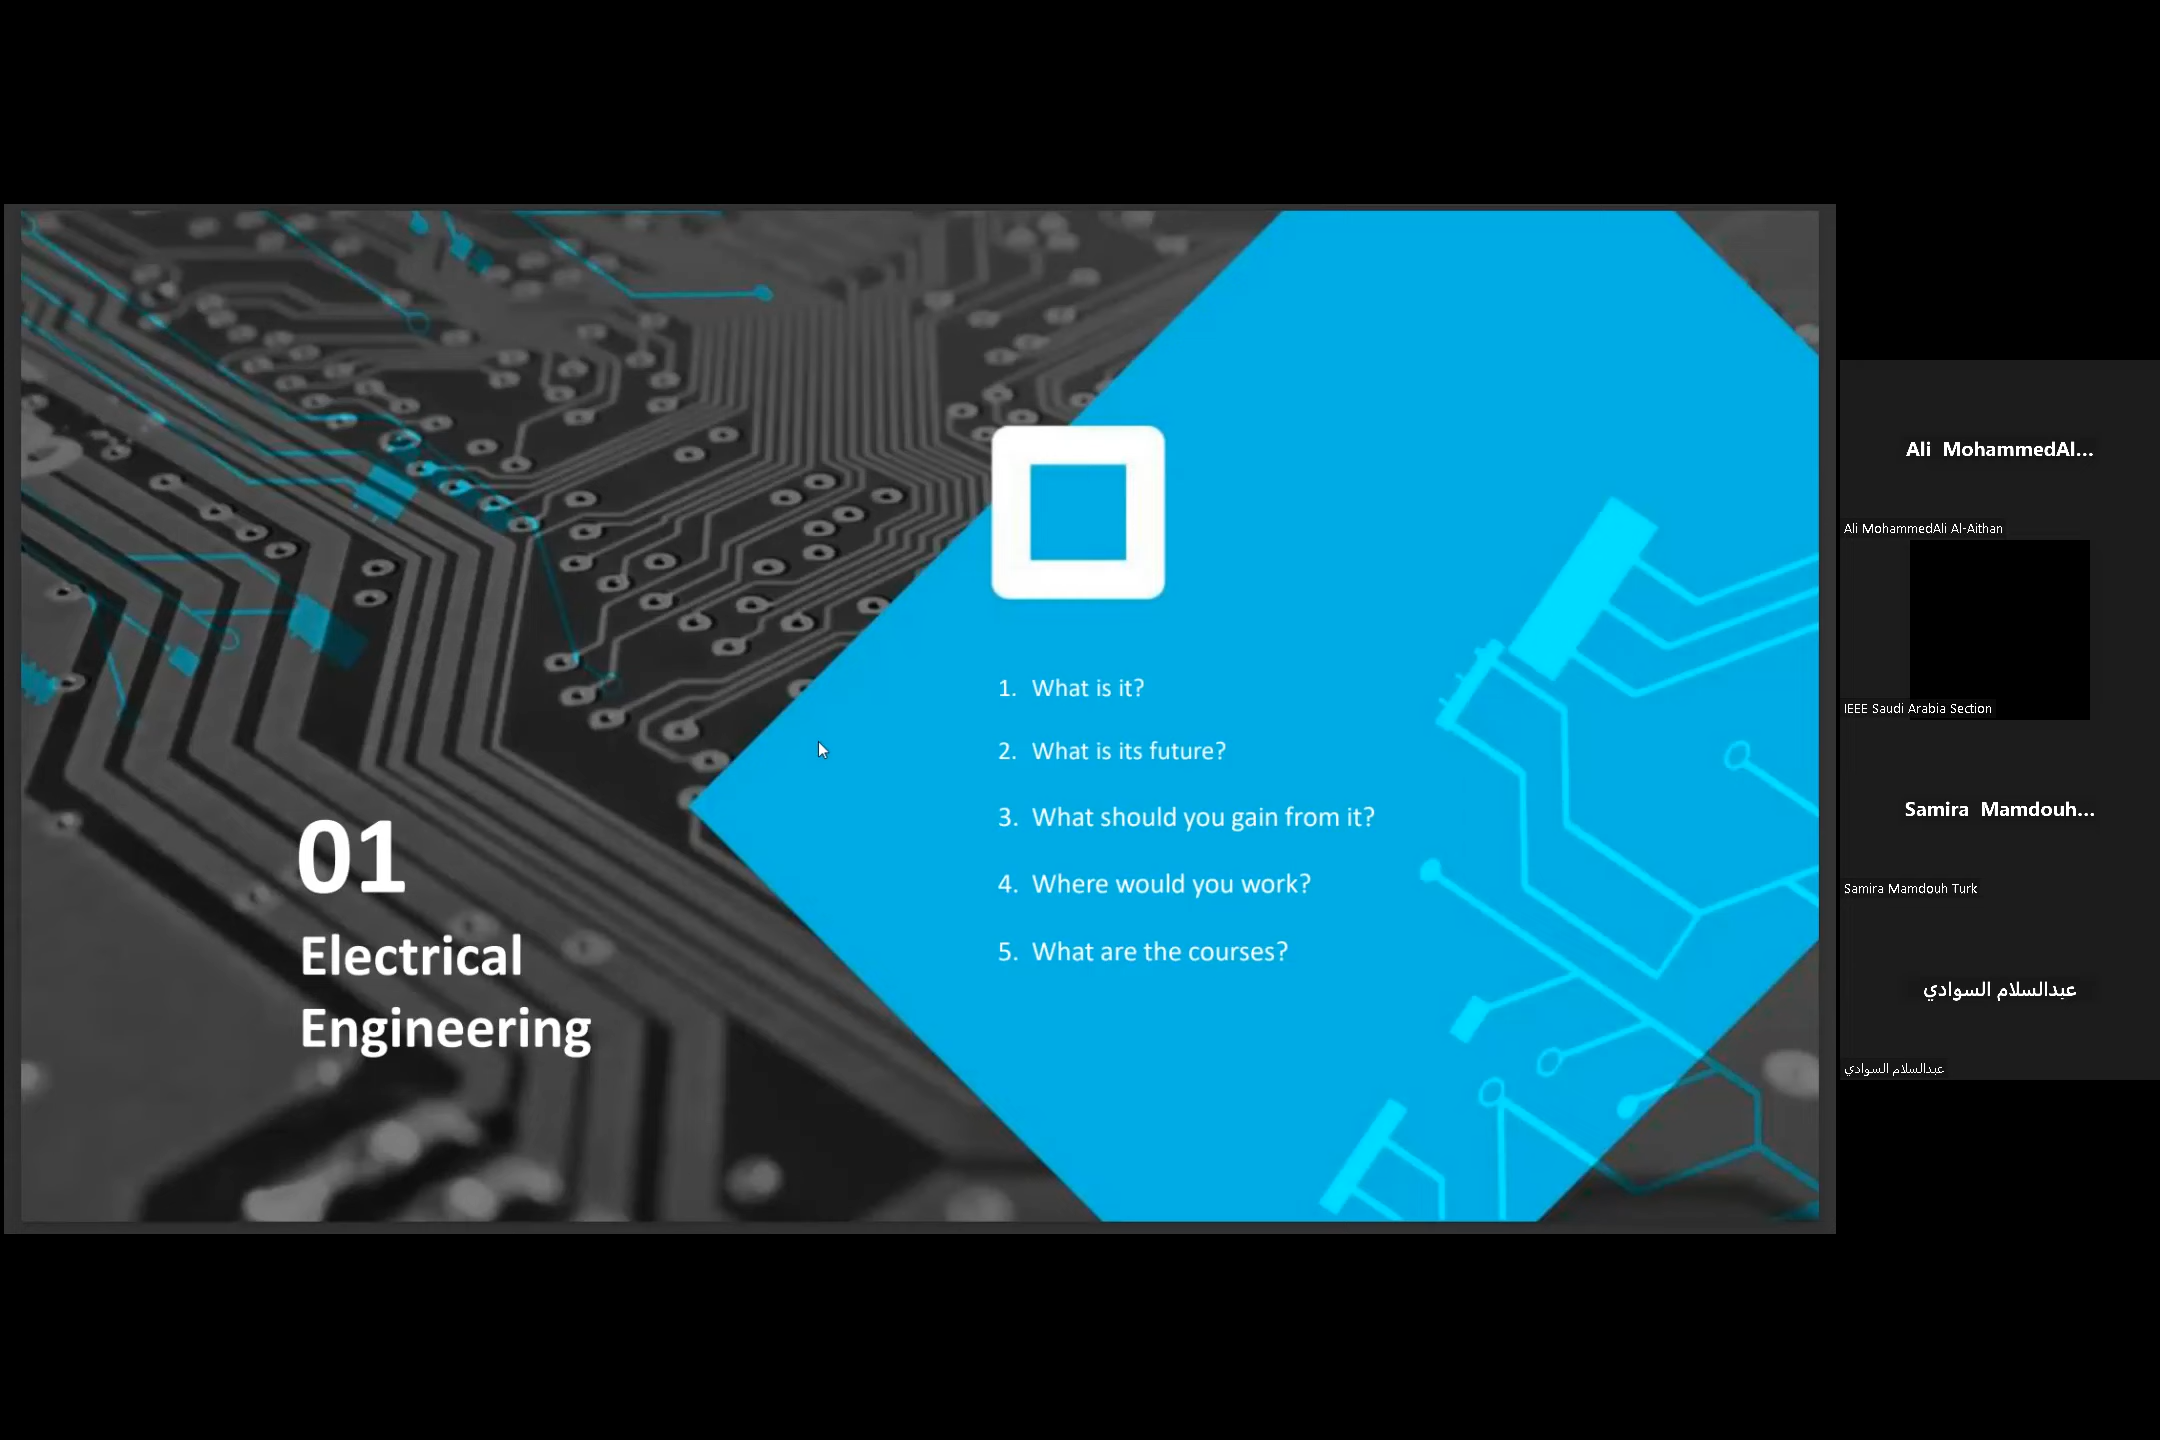 01
Electrical
Engineering
1. What is it?
2. What is its future?
3. What should you gain from it?
4. Where would you work?
5. What are the courses?
Ali MohammedAl...
Ali MohammedAli Al-Aithan
IEEE Saudi Arabia Section
Samira Mamdouh...
Samira Mamdouh Turk
عبدالسلام السوادي
عبدالسلام السوادي